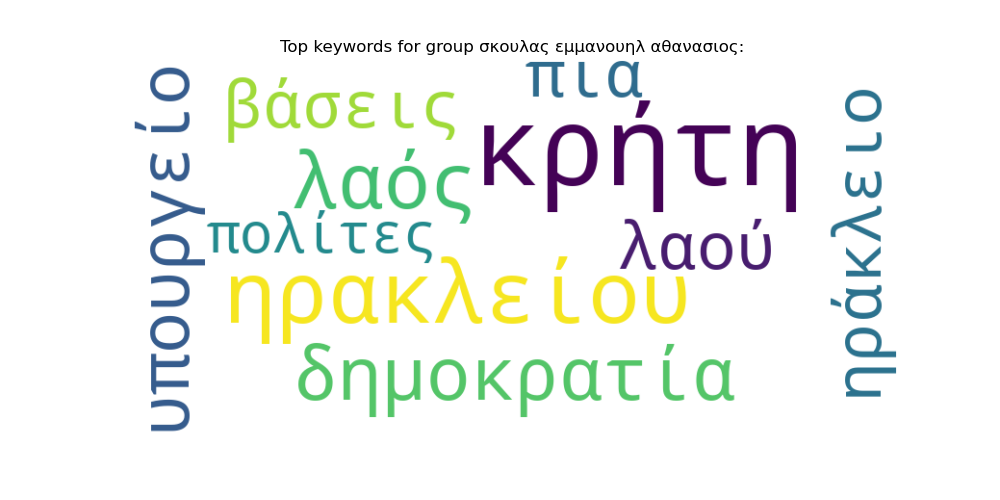 Top keywords for group σκουλας εμμανουηλ αθανασιος:
υπουργείο
βάσεις
πια
κρήτη
λαός
πολίτες
λαού
ηρακλείου
δημοκρατία
ηράκλειο